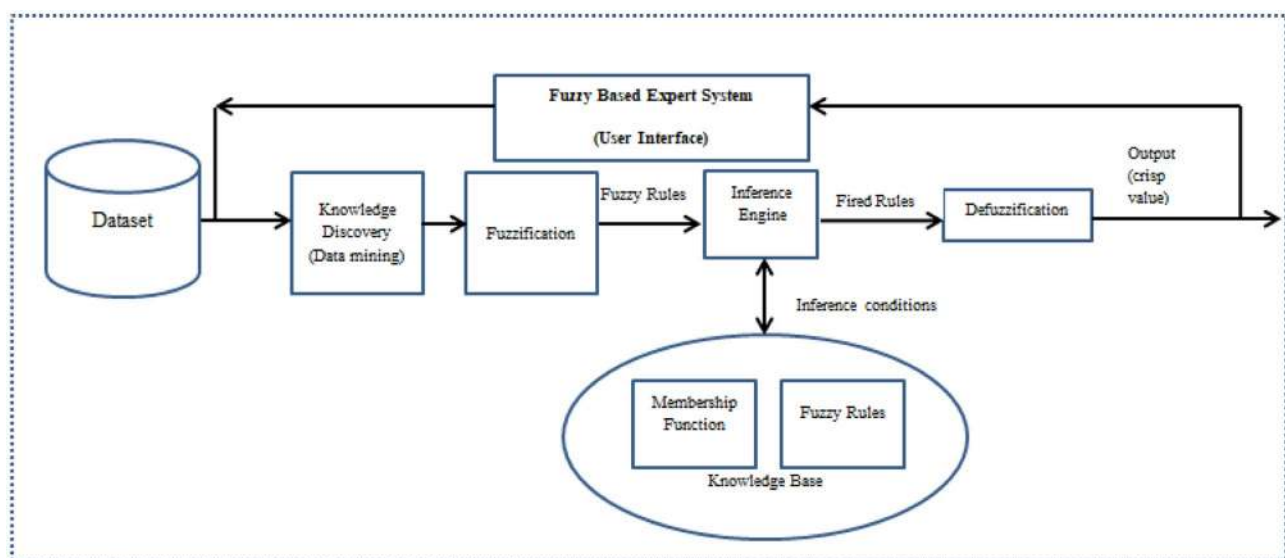 Fuzzy Based Expert System
(User Interface)
Dataset
Knowledge
Discovery
(Data mining)
Fuzzification
Fuzzy Rules
Inference
Engine
Fired Rules
Defuzzification
Output
(crisp
value)
Inference conditions
Membership
Function
Fuzzy Rules
Knowledge Base